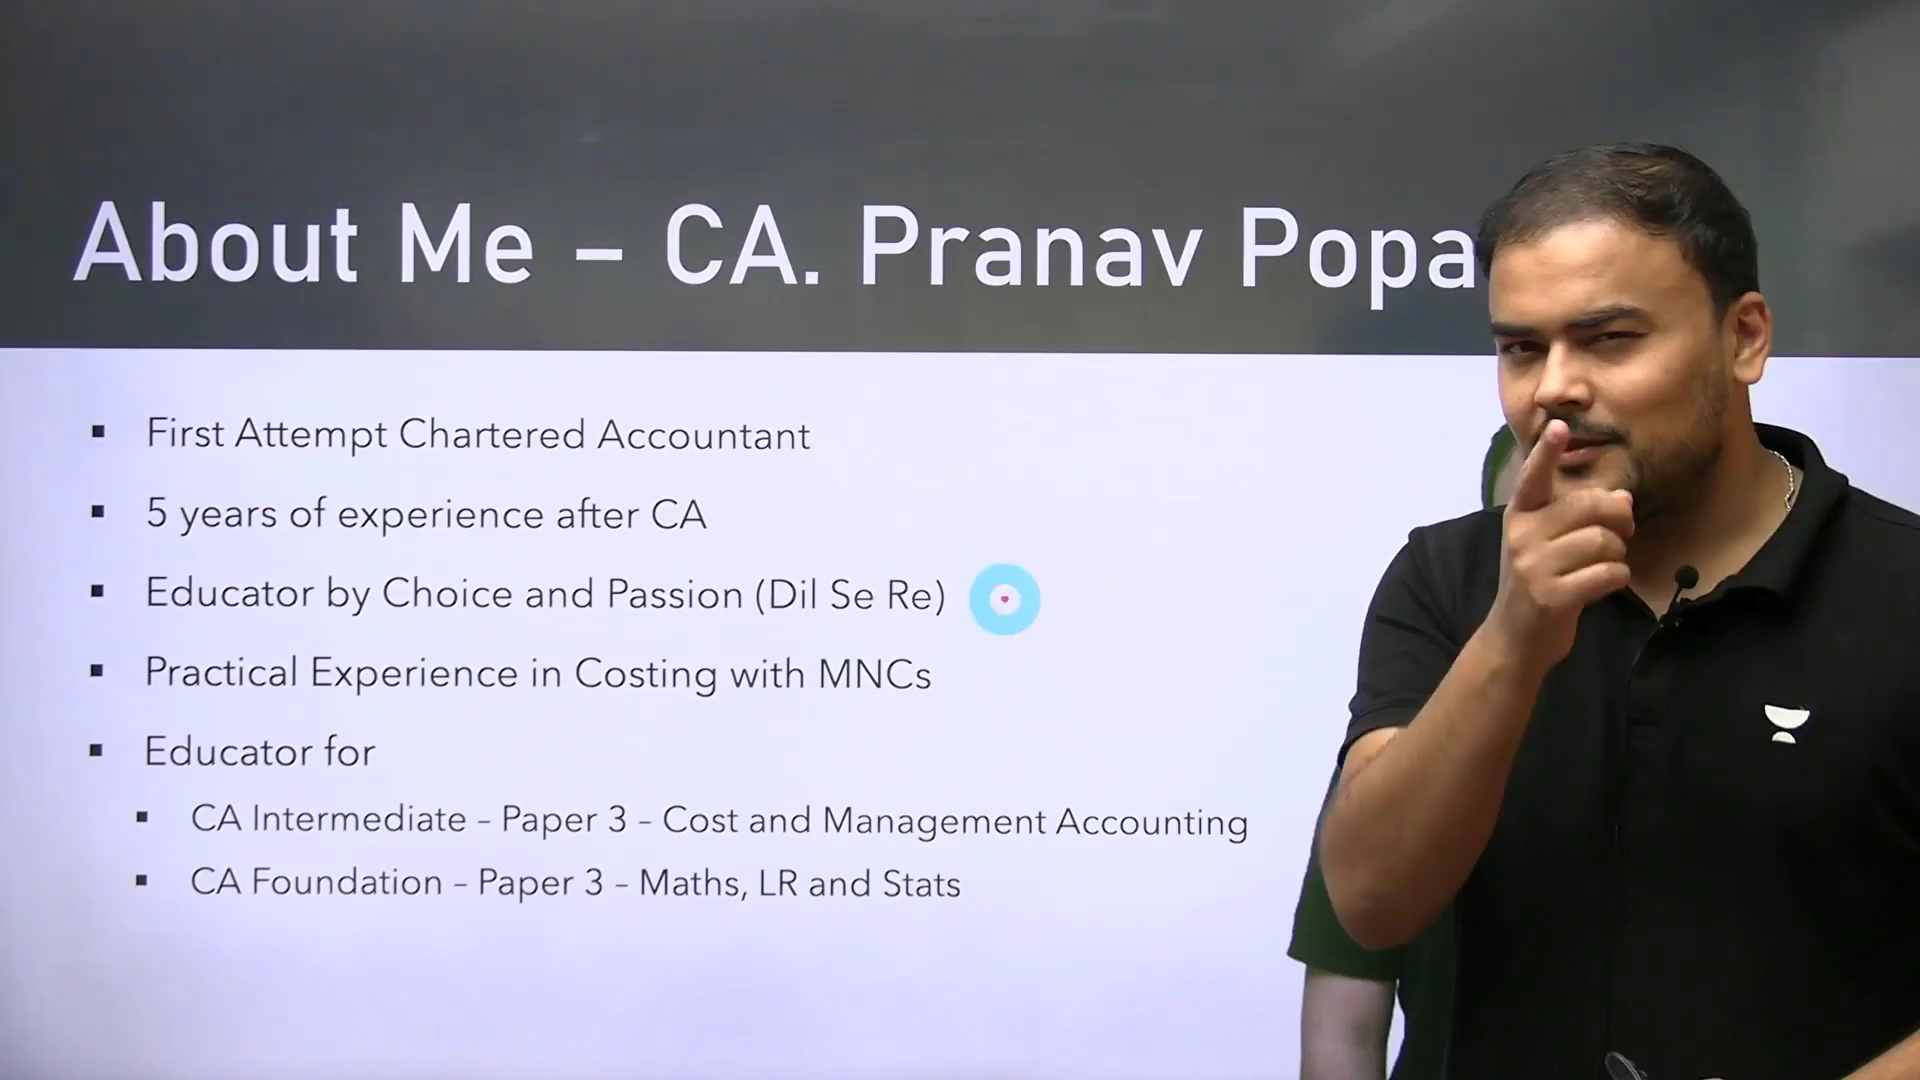 About Me – CA. Pranav
▪ First Attempt Chartered Accountant
▪ 5 years of experience after CA
▪ Educator by Choice and Passion (Dil Se Re)
▪ Practical Experience in Costing with MNCs
▪ Educator for
▪ CA Intermediate – Paper 3 – Cost and Management Accounting
▪ CA Foundation – Paper 3 – Maths, LR and Stats